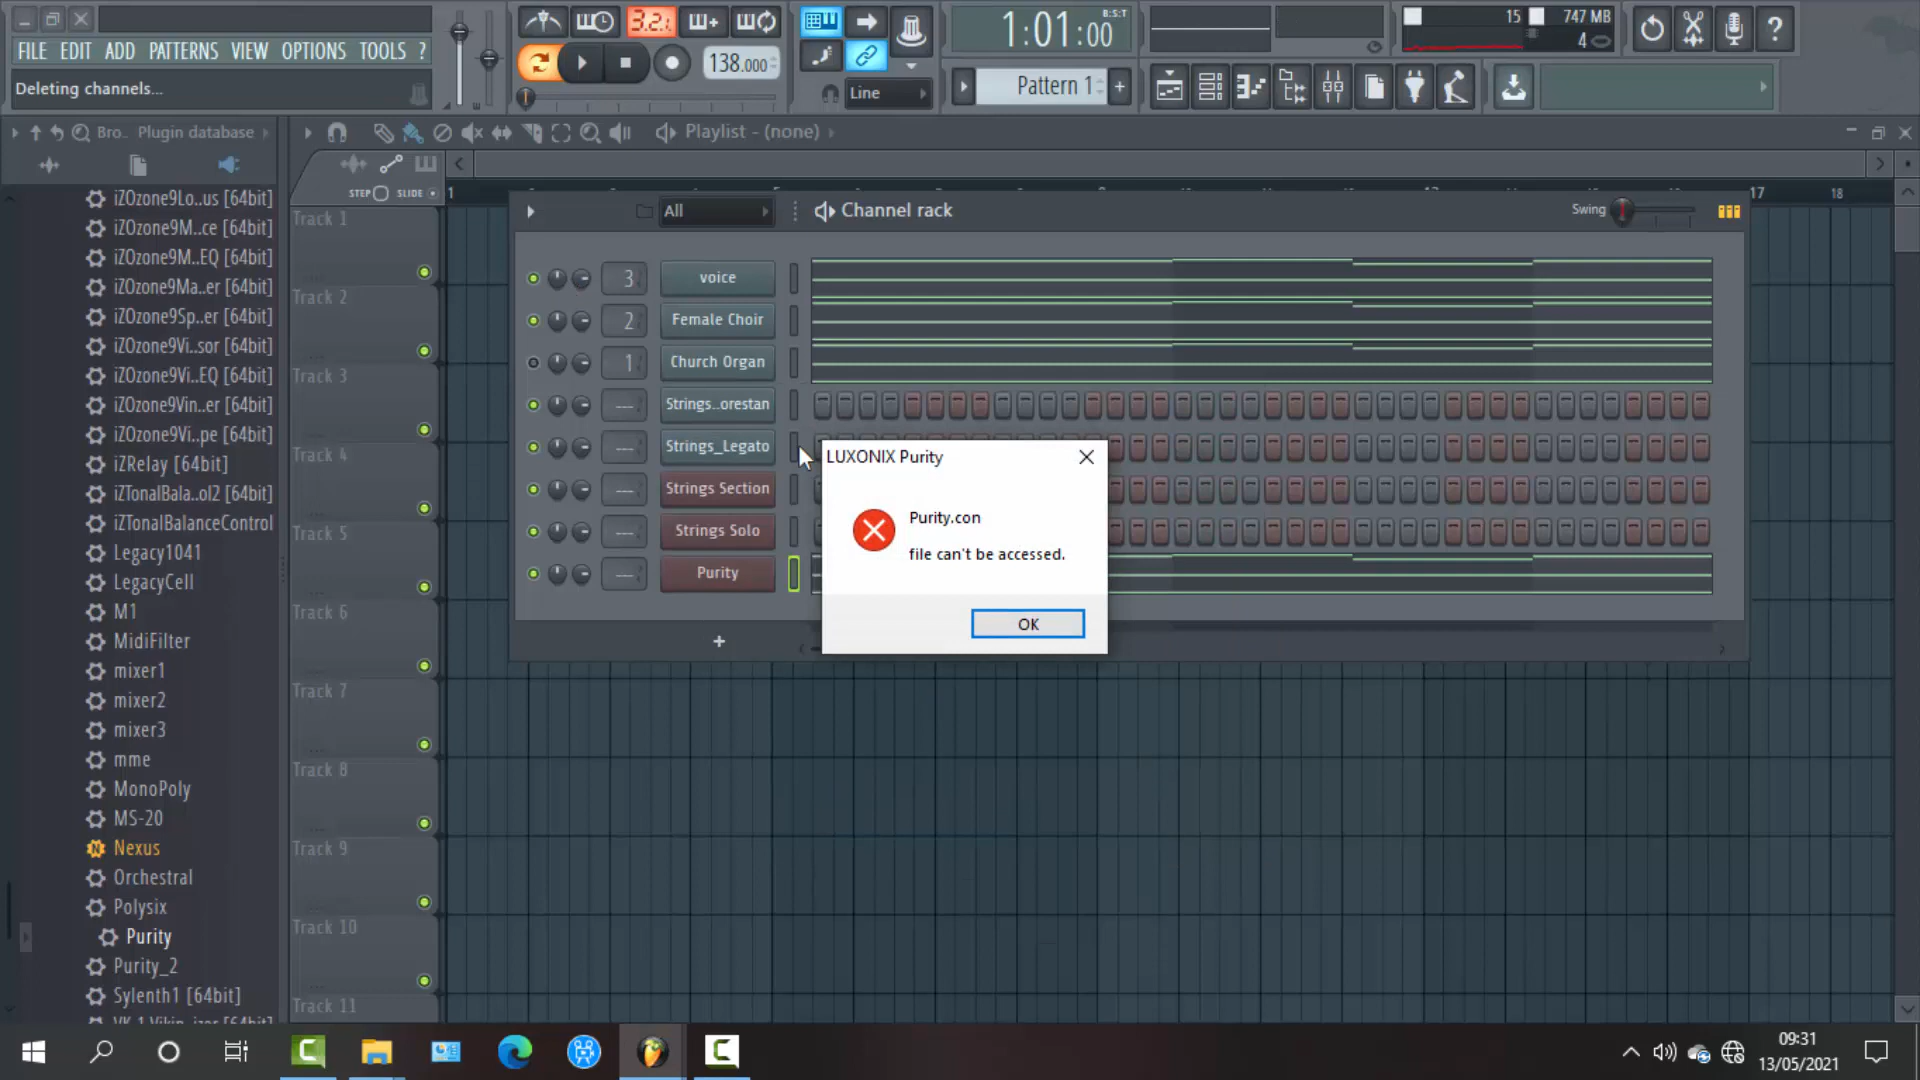 FILE EDIT ADD PATTERNS VIEW OPTIONS TOOLS ?
Deleting channels...
3.2.
138.000
Line
1:01:00
B:S:T
Pattern 1
+
15
747 MB
4
?
Bro.. Plugin database
Playlist - (none)
STEP SLIDE
1
17
18
iZOzone9Lo..us [64bit]
iZOzone9M..ce [64bit]
iZOzone9M..EQ [64bit]
iZOzone9Ma..er [64bit]
iZOzone9Sp..er [64bit]
iZOzone9Vi..sor [64bit]
iZOzone9Vi..EQ [64bit]
iZOzone9Vin..er [64bit]
iZOzone9Vi..pe [64bit]
iZRelay [64bit]
iZTonalBala..ol2 [64bit]
iZTonalBalanceControl
Legacy1041
LegacyCell
M1
MidiFilter
mixer1
mixer2
mixer3
mme
MonoPoly
MS-20
Nexus
Orchestral
Polysix
Purity
Purity_2
Sylenth1 [64bit]
Track 1
Track 2
Track 3
Track 4
Track 5
Track 6
Track 7
Track 8
Track 9
Track 10
Track 11
All
Channel rack
Swing
3 voice
2 Female Choir
1 Church Organ
--- Strings..orestan
--- Strings_Legato
--- Strings Section
--- Strings Solo
--- Purity
+
LUXONIX Purity
Purity.con
file can't be accessed.
OK
09:31
13/05/2021